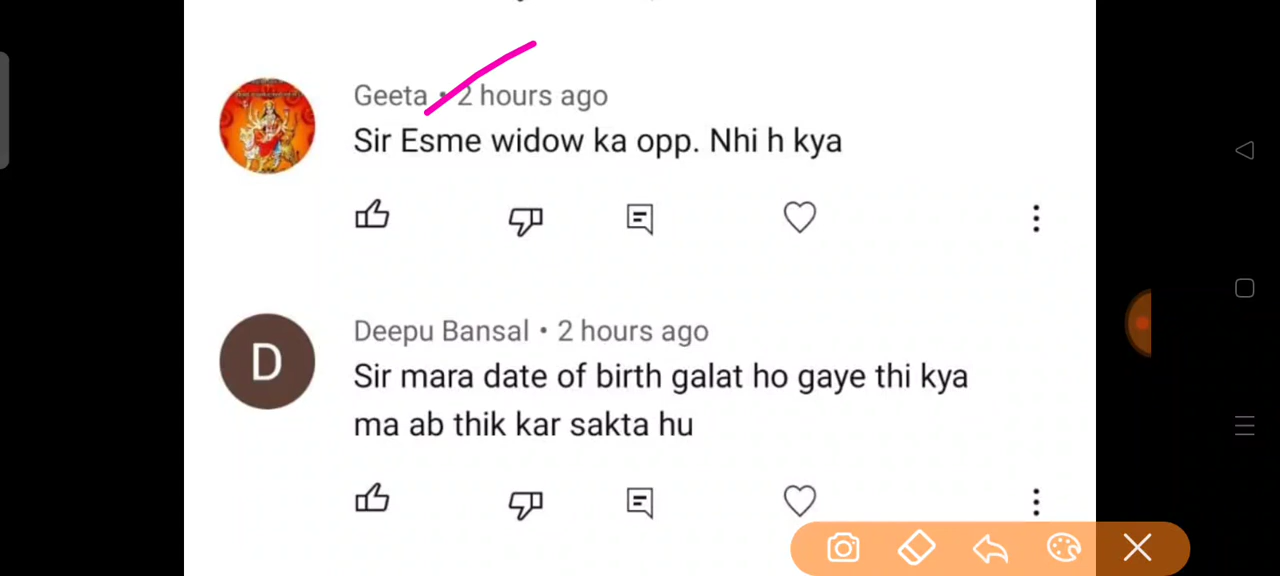 Geeta • 2 hours ago
Sir Esme widow ka opp. Nhi h kya
D
Deepu Bansal • 2 hours ago
Sir mara date of birth galat ho gaye thi kya
ma ab thik kar sakta hu